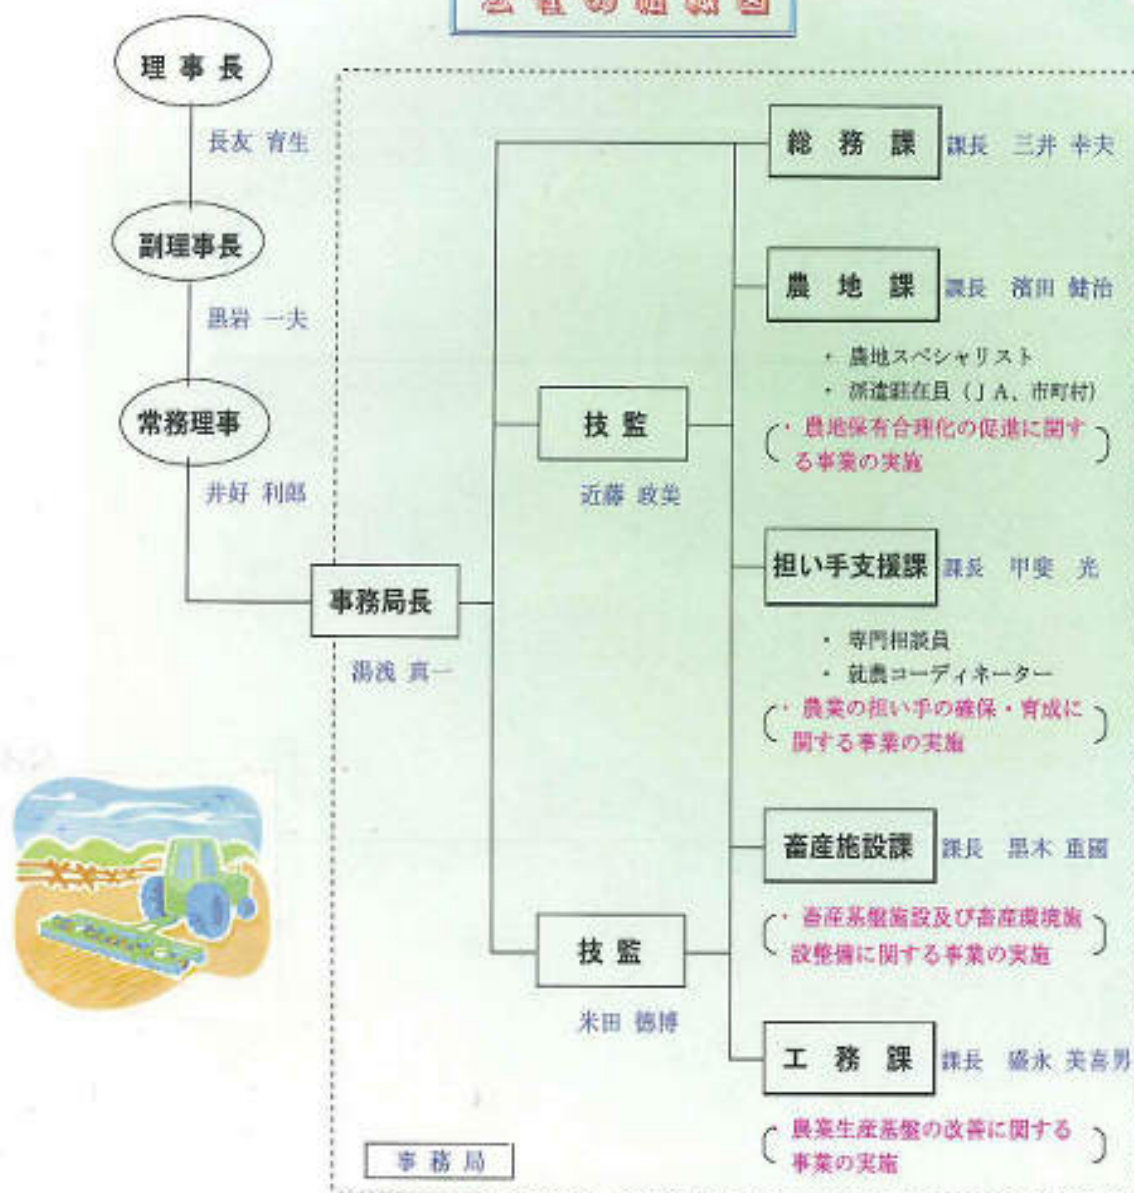 公社の組織図
理事長
長友 育生
副理事長
黒岩 一夫
常務理事
井好 利郎
事務局長
湯浅 真一
技監
近藤 政美
技監
米田 徳博
総務課 課長 三井 幸夫
農地課 課長 濱田 健治
・ 農地スペシャリスト
・ 派遣駐在員（JA、市町村）
・ 農地保有合理化の促進に関す
る事業の実施
担い手支援課 課長 甲斐 光
・ 専門相談員
・ 就農コーディネーター
・ 農業の担い手の確保・育成に
関する事業の実施
畜産施設課 課長 黒木 重國
・ 畜産基盤施設及び畜産環境施
設整備に関する事業の実施
工務課 課長 盛永 美喜男
農業生産基盤の改善に関する
事業の実施
事務局